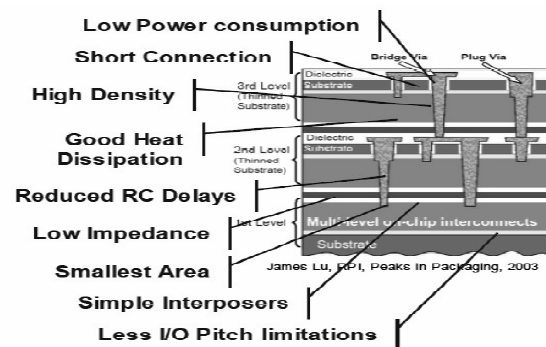 Low Power consumption
Short Connection
Bridge Via
Plug Via
Dielectric
Substrate
3rd Level
(Thinned
Substrate)
High Density
Good Heat
Dissipation
Dielectric
Substrate
2nd Level
(Thinned
Substrate)
Reduced RC Delays
1st Level
Multi-level on-chip interconnects
Low Impedance
Substrate
Smallest Area
James Lu, RPI, Peaks in Packaging, 2003
Simple Interposers
Less I/O Pitch limitations